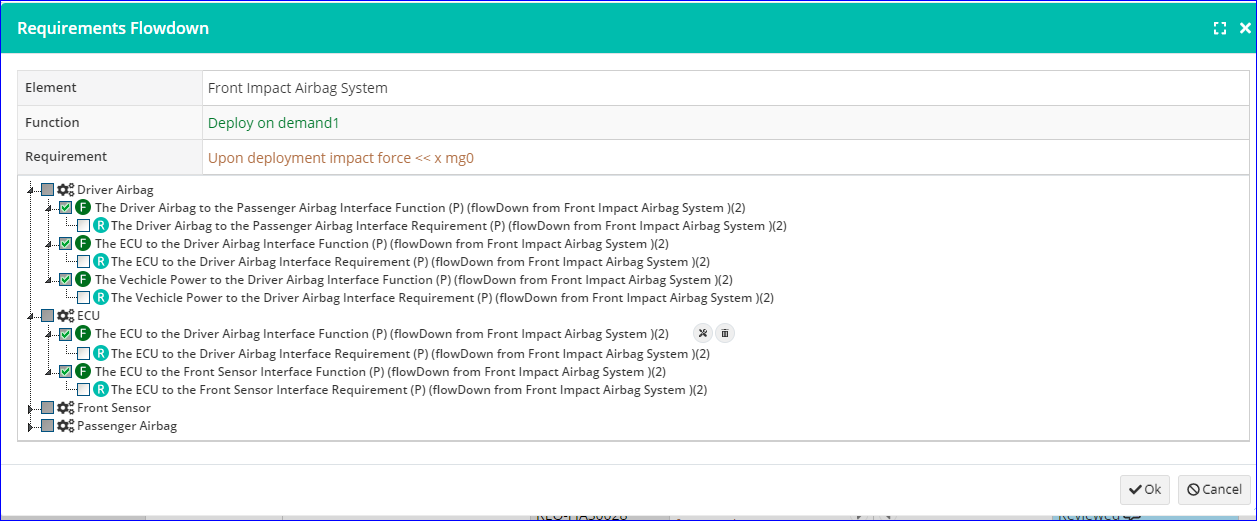 Requirements Flowdown
Element Front Impact Airbag System
Function Deploy on demand1
Requirement Upon deployment impact force << x mg0
Driver Airbag
F The Driver Airbag to the Passenger Airbag Interface Function (P) (flowDown from Front Impact Airbag System )(2)
R The Driver Airbag to the Passenger Airbag Interface Requirement (P) (flowDown from Front Impact Airbag System )(2)
F The ECU to the Driver Airbag Interface Function (P) (flowDown from Front Impact Airbag System )(2)
R The ECU to the Driver Airbag Interface Requirement (P) (flowDown from Front Impact Airbag System )(2)
F The Vechicle Power to the Driver Airbag Interface Function (P) (flowDown from Front Impact Airbag System )(2)
R The Vechicle Power to the Driver Airbag Interface Requirement (P) (flowDown from Front Impact Airbag System )(2)
ECU
F The ECU to the Driver Airbag Interface Function (P) (flowDown from Front Impact Airbag System )(2)
R The ECU to the Driver Airbag Interface Requirement (P) (flowDown from Front Impact Airbag System )(2)
F The ECU to the Front Sensor Interface Function (P) (flowDown from Front Impact Airbag System )(2)
R The ECU to the Front Sensor Interface Requirement (P) (flowDown from Front Impact Airbag System )(2)
Front Sensor
Passenger Airbag
Ok Cancel
Reviewed